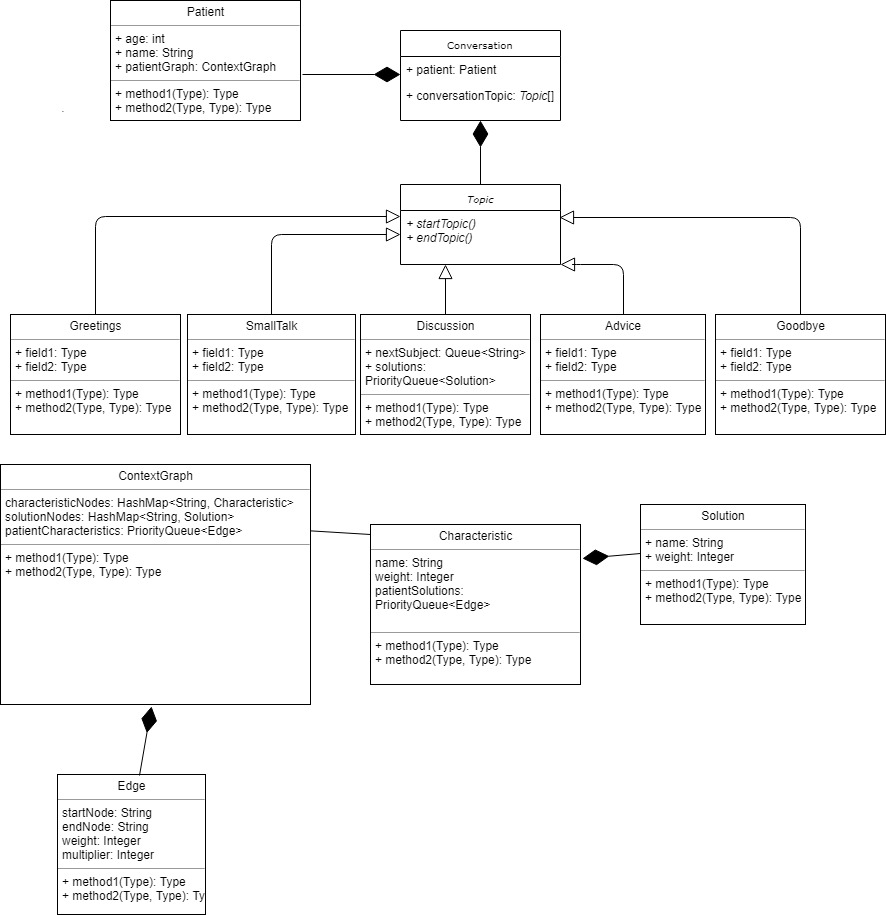 Patient
+ age: int
+ name: String
+ patientGraph: ContextGraph
+ method1(Type): Type
+ method2(Type, Type): Type
Conversation
+ patient: Patient
+ conversationTopic: Topic[]
Topic
+ startTopic()
+ endTopic()
Greetings
+ field1: Type
+ field2: Type
+ method1(Type): Type
+ method2(Type, Type): Type
SmallTalk
+ field1: Type
+ field2: Type
+ method1(Type): Type
+ method2(Type, Type): Type
Discussion
+ nextSubject: Queue<String>
+ solutions:
PriorityQueue<Solution>
+ method1(Type): Type
+ method2(Type, Type): Type
Advice
+ field1: Type
+ field2: Type
+ method1(Type): Type
+ method2(Type, Type): Type
Goodbye
+ field1: Type
+ field2: Type
+ method1(Type): Type
+ method2(Type, Type): Type
ContextGraph
characteristicNodes: HashMap<String, Characteristic>
solutionNodes: HashMap<String, Solution>
patientCharacteristics: PriorityQueue<Edge>
+ method1(Type): Type
+ method2(Type, Type): Type
Characteristic
name: String
weight: Integer
patientSolutions:
PriorityQueue<Edge>
+ method1(Type): Type
+ method2(Type, Type): Type
Solution
+ name: String
+ weight: Integer
+ method1(Type): Type
+ method2(Type, Type): Type
Edge
startNode: String
endNode: String
weight: Integer
multiplier: Integer
+ method1(Type): Type
+ method2(Type, Type): Ty